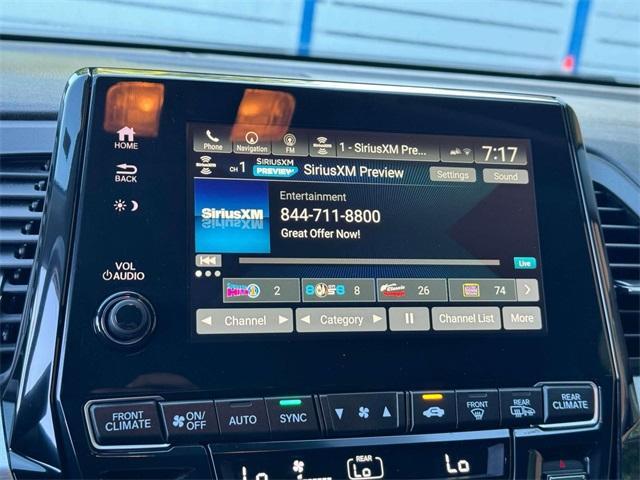 Phone Navigation FM 1 - SiriusXM Pre... 7:17
HOME
CH 1 SIRIUSXM PREVIEW SiriusXM Preview Settings Sound
BACK
Entertainment
SiriusXM 844-711-8800
Great Offer Now!
VOL
AUDIO
Live
2 8 26 74
Channel Category Channel List More
FRONT CLIMATE ON/OFF AUTO SYNC FRONT REAR REAR CLIMATE
Lo REAR Lo Lo